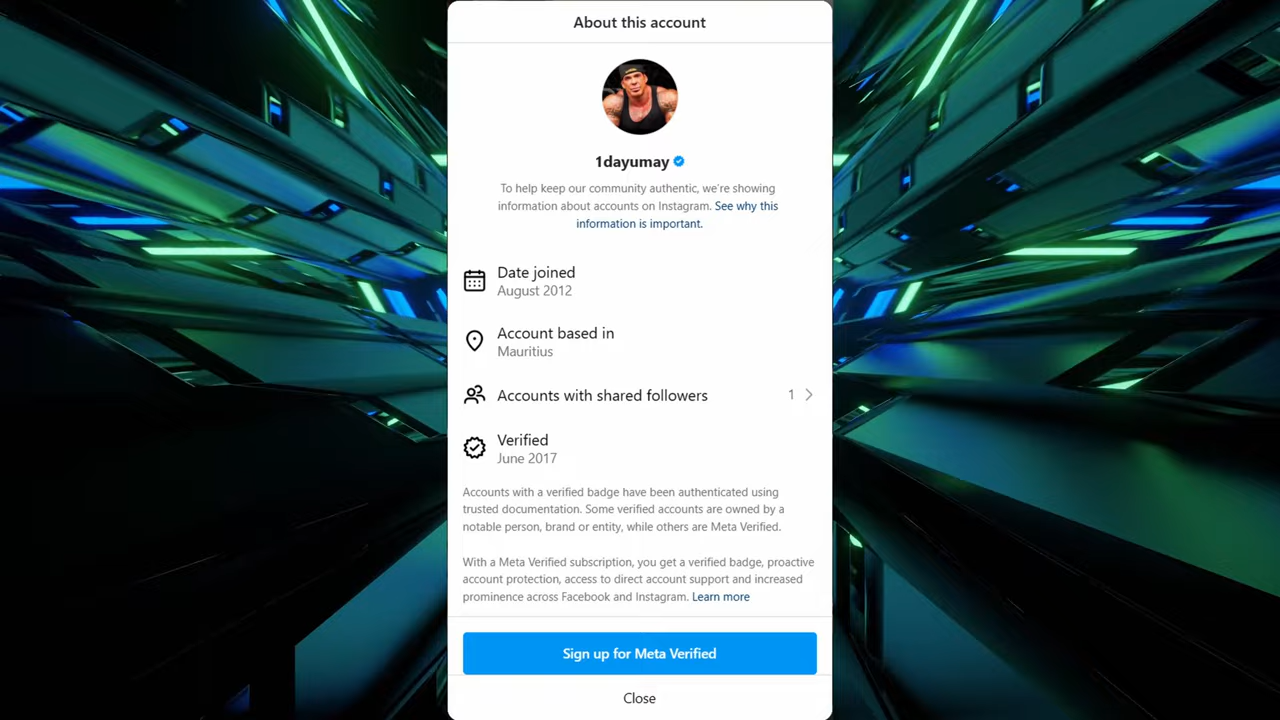 About this account
1dayumay
To help keep our community authentic, we're showing
information about accounts on Instagram. See why this
information is important.
Date joined
August 2012
Account based in
Mauritius
Accounts with shared followers 1
Verified
June 2017
Accounts with a verified badge have been authenticated using
trusted documentation. Some verified accounts are owned by a
notable person, brand or entity, while others are Meta Verified.
With a Meta Verified subscription, you get a verified badge, proactive
account protection, access to direct account support and increased
prominence across Facebook and Instagram. Learn more
Sign up for Meta Verified
Close